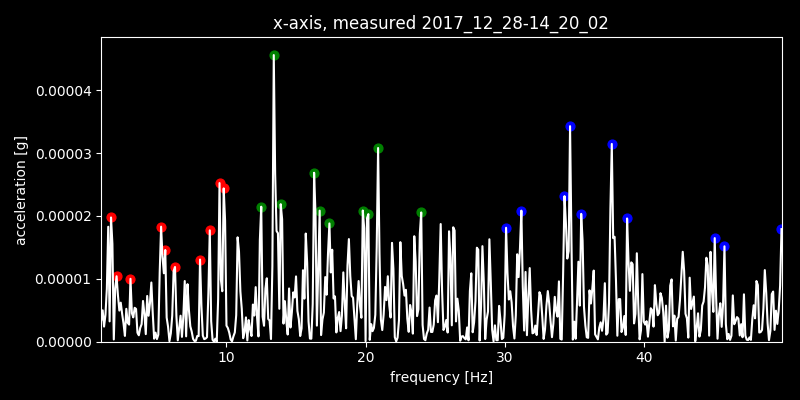 x-axis, measured 2017_12_28-14_20_02
0.00004
0.00003
0.00002
0.00001
0.00000
acceleration [g]
10 20 30 40
frequency [Hz]